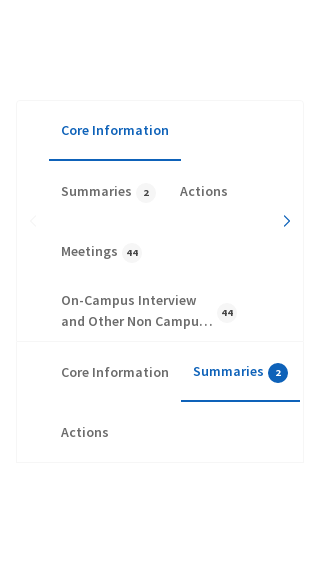 Core Information
Summaries 2 Actions
Meetings 44
On-Campus Interview
and Other Non Campu… 44
Core Information Summaries 2
Actions